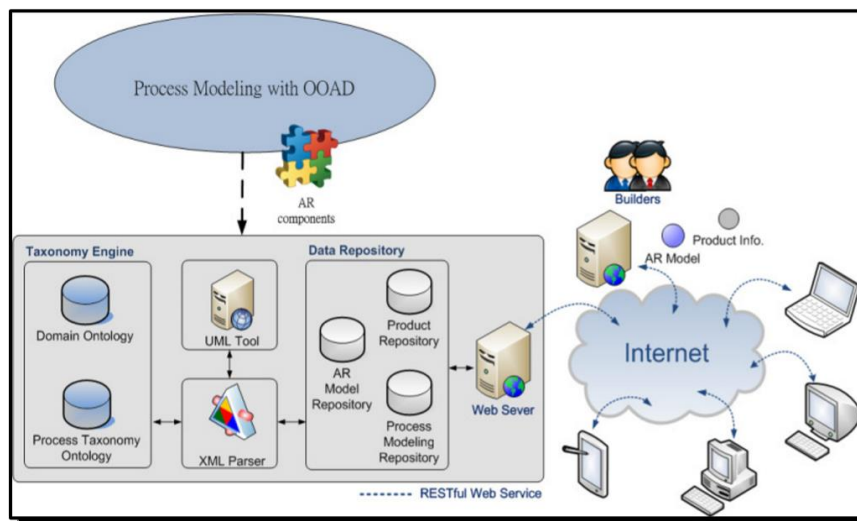 Process Modeling with OOAD
AR
components
Builders
Product Info.
AR Model
Taxonomy Engine
Data Repository
Domain Ontology
UML Tool
Product
Repository
AR
Model
Repository
Internet
Web Sever
Process Taxonomy
Ontology
XML Parser
Process
Modeling
Repository
RESTful Web Service